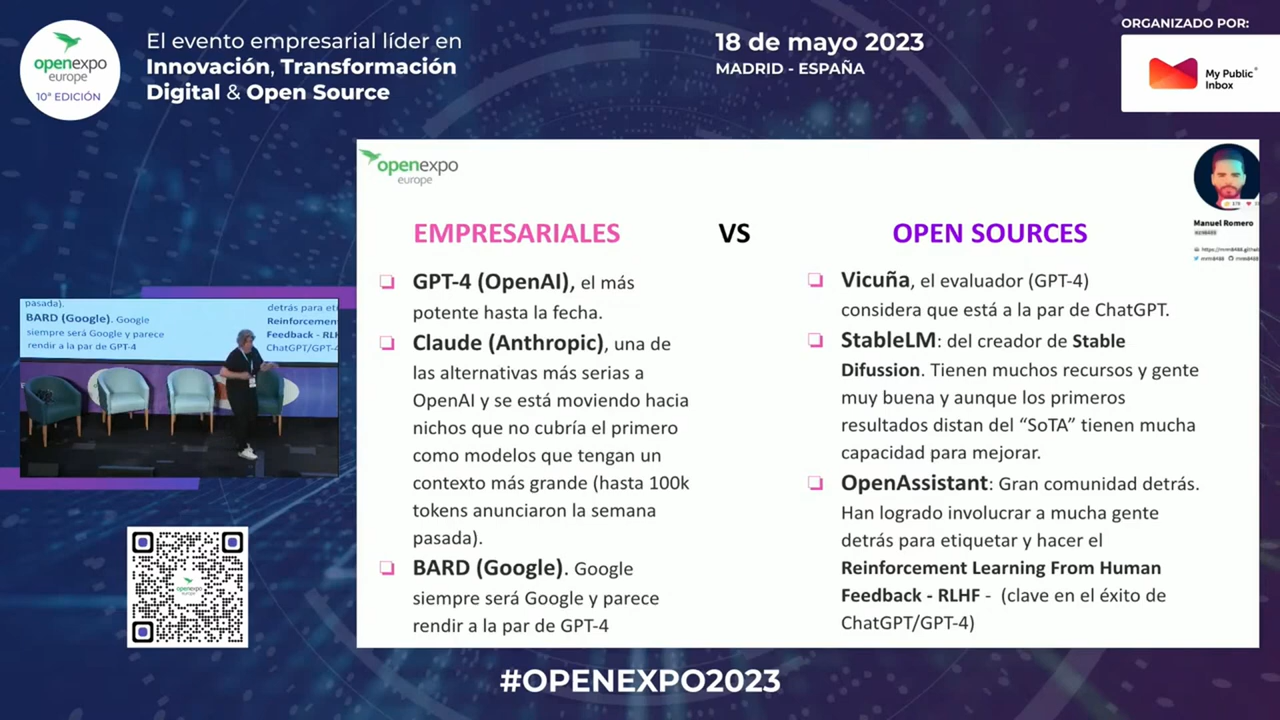 openexpo
europe
10ª EDICIÓN
El evento empresarial líder en
Innovación, Transformación
Digital & Open Source
18 de mayo 2023
MADRID - ESPAÑA
ORGANIZADO POR:
My Public
Inbox
openexpo
europe
Manuel Romero
EMPRESARIALES
VS
OPEN SOURCES
GPT-4 (OpenAI), el más
potente hasta la fecha.
Claude (Anthropic), una de
las alternativas más serias a
OpenAI y se está moviendo hacia
nichos que no cubría el primero
como modelos que tengan un
contexto más grande (hasta 100k
tokens anunciaron la semana
pasada).
BARD (Google). Google
siempre será Google y parece
rendir a la par de GPT-4
Vicuña, el evaluador (GPT-4)
considera que está a la par de ChatGPT.
StableLM: del creador de Stable
Difussion. Tienen muchos recursos y gente
muy buena y aunque los primeros
resultados distan del “SoTA” tienen mucha
capacidad para mejorar.
OpenAssistant: Gran comunidad detrás.
Han logrado involucrar a mucha gente
detrás para etiquetar y hacer el
Reinforcement Learning From Human
Feedback - RLHF - (clave en el éxito de
ChatGPT/GPT-4)
pasada).
BARD (Google). Google
siempre será Google y parece
rendir a la par de GPT-4
detrás para eti
Reinforcement
Feedback - RLH
ChatGPT/GPT-4
openexpo
europe
#OPENEXPO2023